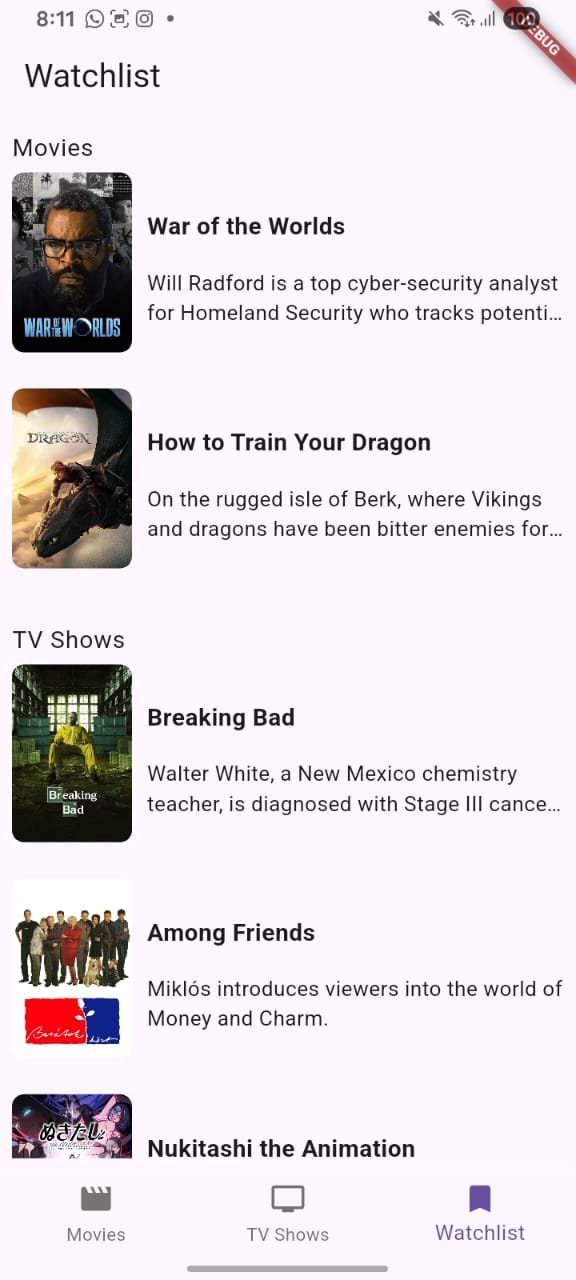 8:11
100
DEBUG
Watchlist
Movies
WAR OF THE WORLDS
War of the Worlds
Will Radford is a top cyber-security analyst
for Homeland Security who tracks potenti...
DRAGON
How to Train Your Dragon
On the rugged isle of Berk, where Vikings
and dragons have been bitter enemies for...
TV Shows
Breaking
Bad
Breaking Bad
Walter White, a New Mexico chemistry
teacher, is diagnosed with Stage III cance...
Among Friends
Miklós introduces viewers into the world of
Money and Charm.
Barátok
közt
ぬきたし
Nukitashi the Animation
Movies
TV Shows
Watchlist